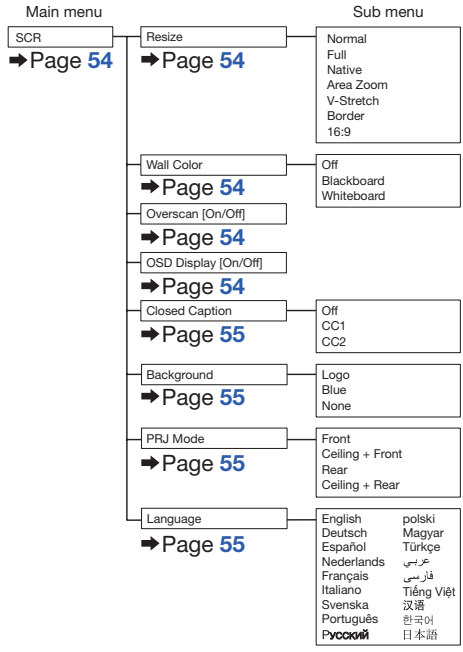 Main menu
Sub menu
SCR
➡Page 54
Resize
➡Page 54
Normal
Full
Native
Area Zoom
V-Stretch
Border
16:9
Wall Color
➡Page 54
Off
Blackboard
Whiteboard
Overscan [On/Off]
➡Page 54
OSD Display [On/Off]
➡Page 54
Closed Caption
➡Page 55
Off
CC1
CC2
Background
➡Page 55
Logo
Blue
None
PRJ Mode
➡Page 55
Front
Ceiling + Front
Rear
Ceiling + Rear
Language
➡Page 55
English
Deutsch
Español
Nederlands
Français
Italiano
Svenska
Português
Русский
polski
Magyar
Türkçe
عربي
فارسی
Tiếng Việt
汉语
한국어
日本語